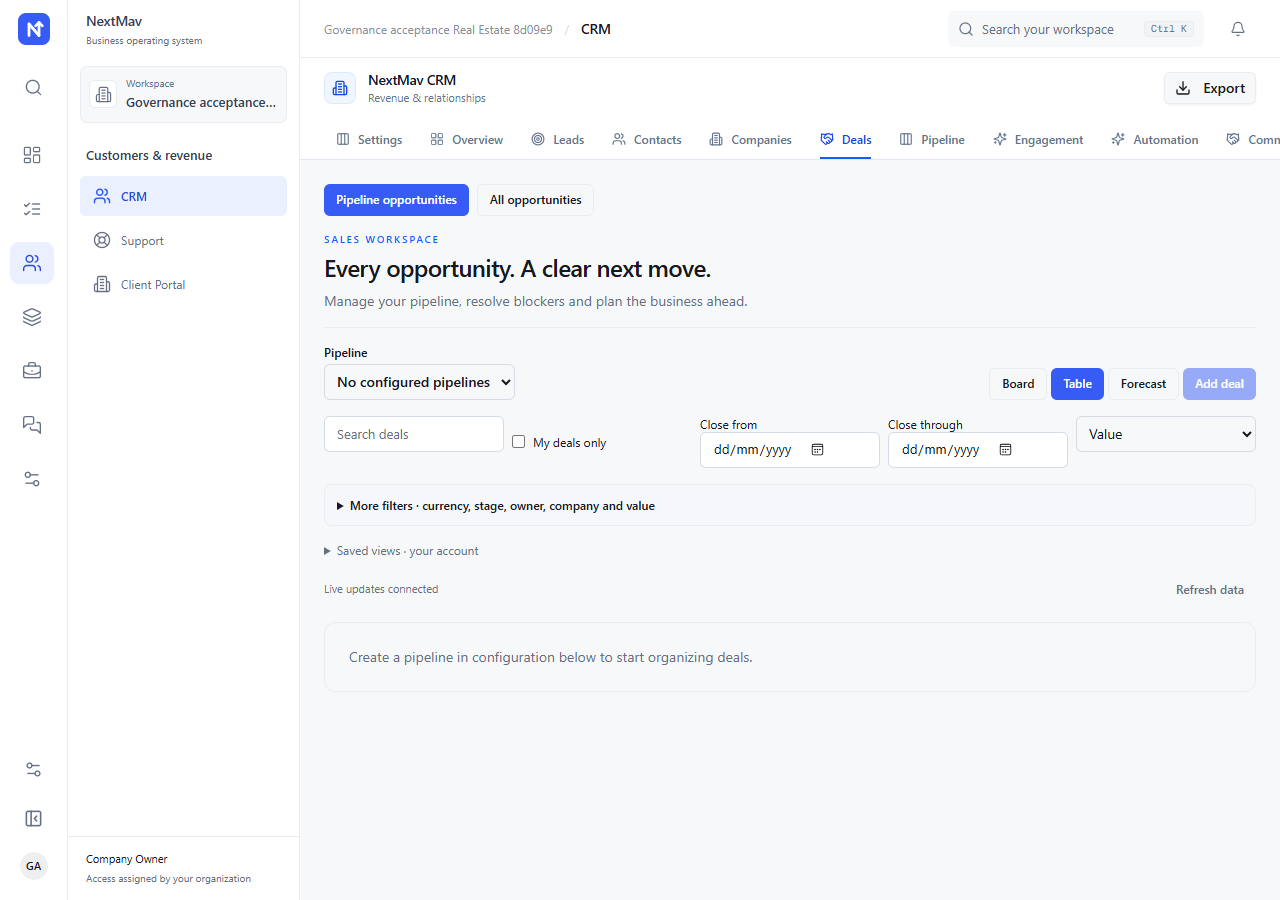 NextMav
Business operating system
Workspace
Governance acceptance...
Customers & revenue
CRM
Support
Client Portal
Company Owner
Access assigned by your organization
GA
Governance acceptance Real Estate 8d09e9 / CRM
Search your workspace Ctrl K
NextMav CRM
Revenue & relationships
Export
Settings Overview Leads Contacts Companies Deals Pipeline Engagement Automation Comm
Pipeline opportunities All opportunities
SALES WORKSPACE
Every opportunity. A clear next move.
Manage your pipeline, resolve blockers and plan the business ahead.
Pipeline
No configured pipelines
Board Table Forecast Add deal
Search deals
My deals only
Close from
dd/mm/yyyy
Close through
dd/mm/yyyy
Value
More filters · currency, stage, owner, company and value
Saved views · your account
Live updates connected
Refresh data
Create a pipeline in configuration below to start organizing deals.